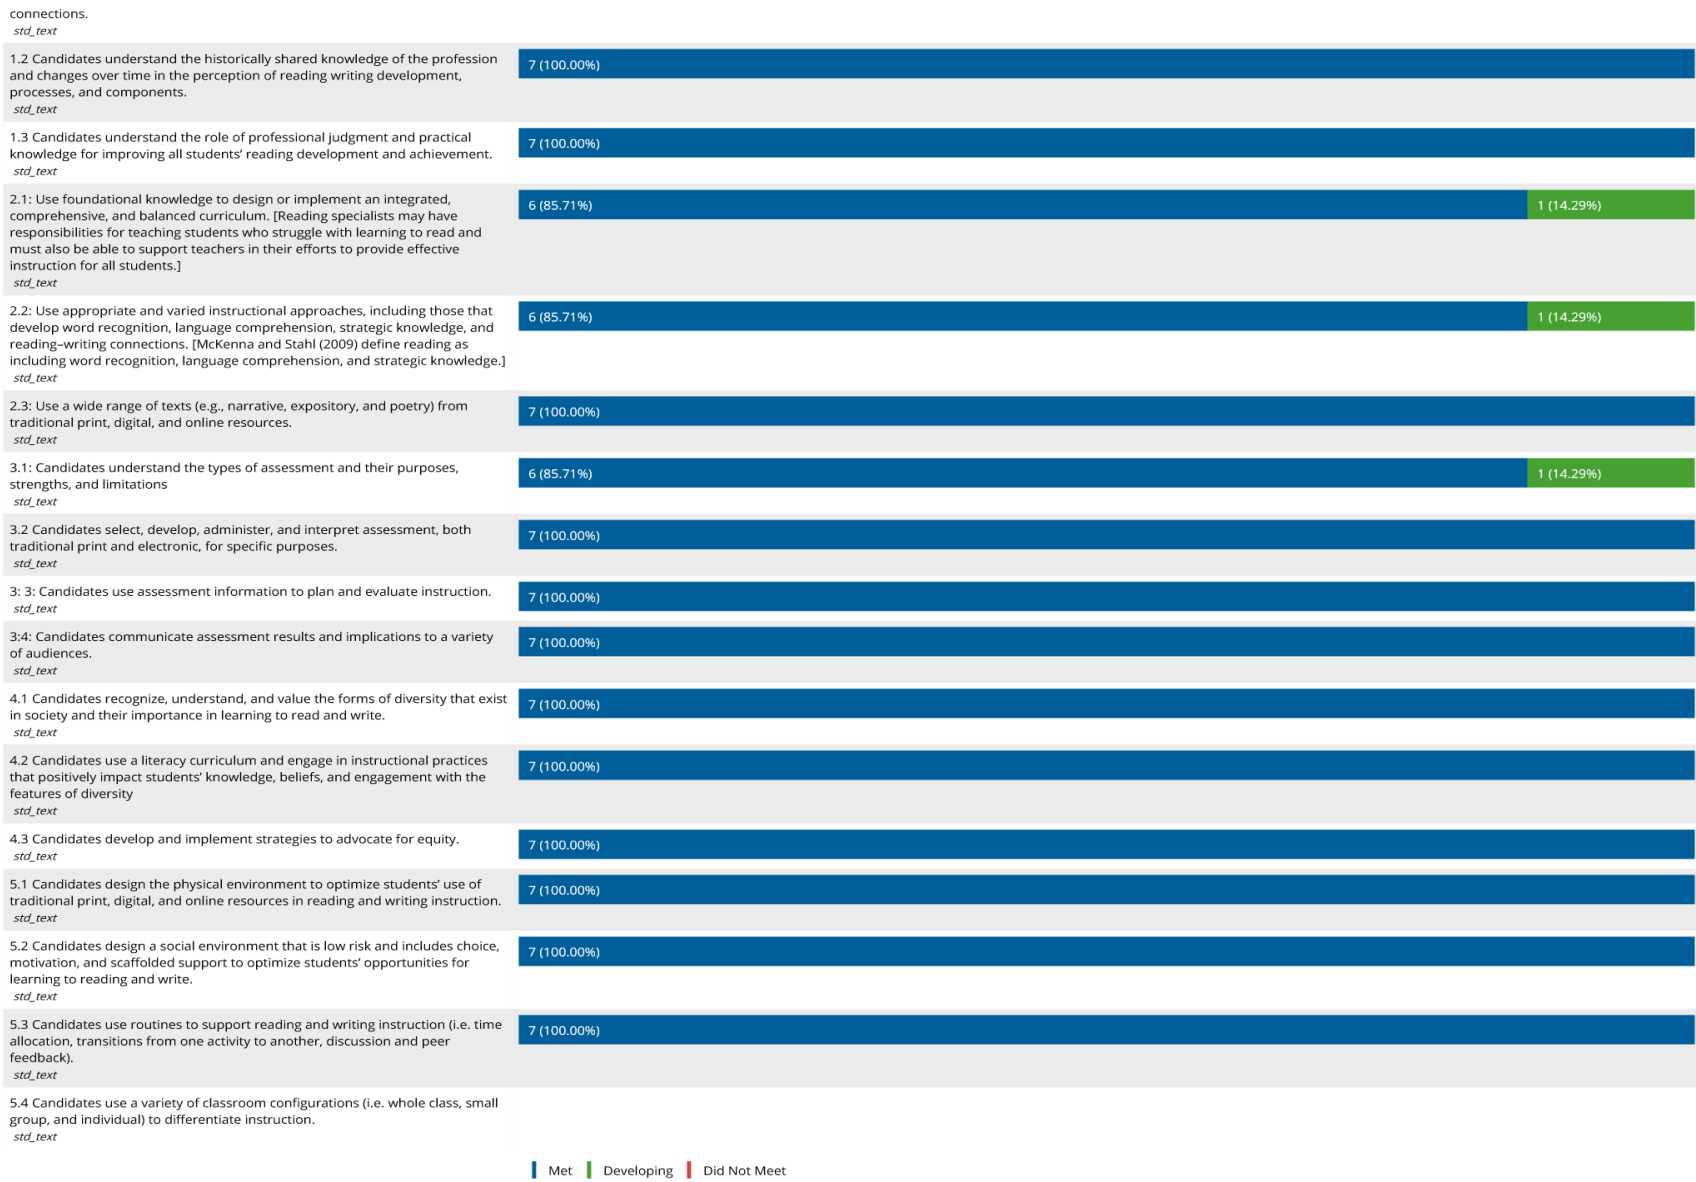 connections.
std_text
1.2 Candidates understand the historically shared knowledge of the profession
and changes over time in the perception of reading writing development,
processes, and components.
std_text
7 (100.00%)
1.3 Candidates understand the role of professional judgment and practical
knowledge for improving all students’ reading development and achievement.
std_text
7 (100.00%)
2.1: Use foundational knowledge to design or implement an integrated,
comprehensive, and balanced curriculum. [Reading specialists may have
responsibilities for teaching students who struggle with learning to read and
must also be able to support teachers in their efforts to provide effective
instruction for all students.]
std_text
6 (85.71%)
1 (14.29%)
2.2: Use appropriate and varied instructional approaches, including those that
develop word recognition, language comprehension, strategic knowledge, and
reading–writing connections. [McKenna and Stahl (2009) define reading as
including word recognition, language comprehension, and strategic knowledge.]
std_text
6 (85.71%)
1 (14.29%)
2.3: Use a wide range of texts (e.g., narrative, expository, and poetry) from
traditional print, digital, and online resources.
std_text
7 (100.00%)
3.1: Candidates understand the types of assessment and their purposes,
strengths, and limitations
std_text
6 (85.71%)
1 (14.29%)
3.2 Candidates select, develop, administer, and interpret assessment, both
traditional print and electronic, for specific purposes.
std_text
7 (100.00%)
3: 3: Candidates use assessment information to plan and evaluate instruction.
std_text
7 (100.00%)
3:4: Candidates communicate assessment results and implications to a variety
of audiences.
std_text
7 (100.00%)
4.1 Candidates recognize, understand, and value the forms of diversity that exist
in society and their importance in learning to read and write.
std_text
7 (100.00%)
4.2 Candidates use a literacy curriculum and engage in instructional practices
that positively impact students’ knowledge, beliefs, and engagement with the
features of diversity
std_text
7 (100.00%)
4.3 Candidates develop and implement strategies to advocate for equity.
std_text
7 (100.00%)
5.1 Candidates design the physical environment to optimize students’ use of
traditional print, digital, and online resources in reading and writing instruction.
std_text
7 (100.00%)
5.2 Candidates design a social environment that is low risk and includes choice,
motivation, and scaffolded support to optimize students’ opportunities for
learning to reading and write.
std_text
7 (100.00%)
5.3 Candidates use routines to support reading and writing instruction (i.e. time
allocation, transitions from one activity to another, discussion and peer
feedback).
std_text
7 (100.00%)
5.4 Candidates use a variety of classroom configurations (i.e. whole class, small
group, and individual) to differentiate instruction.
std_text
Met Developing Did Not Meet